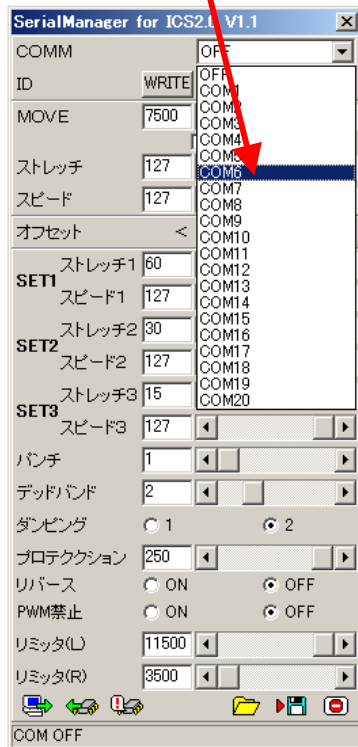 SerialManager for ICS2.0 V1.1
COMM OFF
ID WRITE
OFF
COM1
COM2
COM3
COM4
COM5
COM6
COM7
COM8
COM9
COM10
COM11
COM12
COM13
COM14
COM15
COM16
COM17
COM18
COM19
COM20
MOVE 7500
ストレッチ 127
スピード 127
オフセット <
SET1
ストレッチ1 60
スピード1 127
SET2
ストレッチ2 30
スピード2 127
SET3
ストレッチ3 15
スピード3 127
パンチ 1
デッドバンド 2
ダンピング 1 2
プロテククション 250
リバース ON OFF
PWM禁止 ON OFF
リミッタ(L) 11500
リミッタ(R) 3500
COM OFF